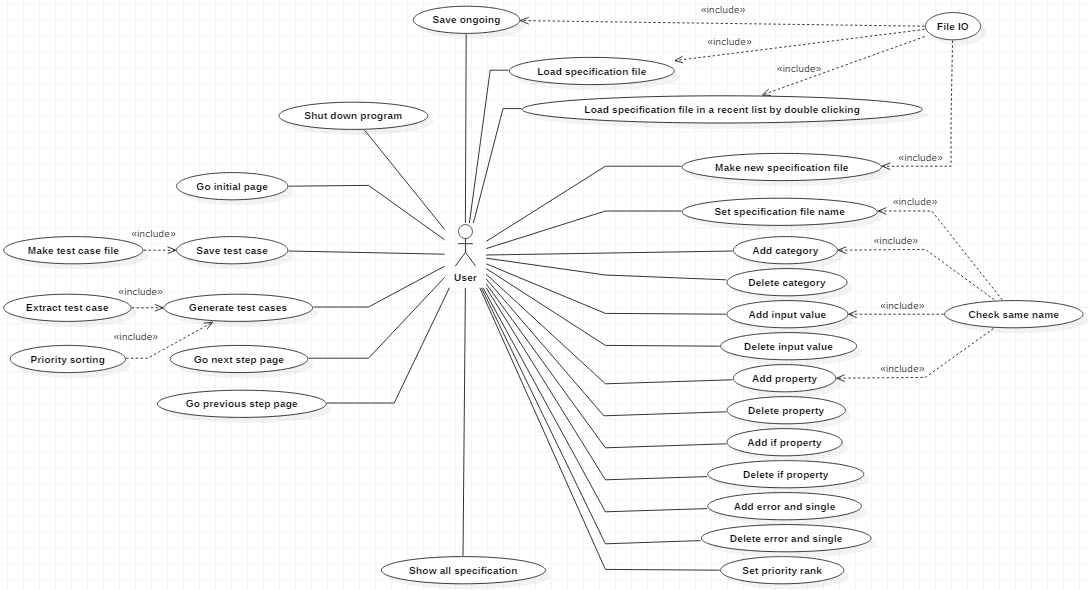 Save ongoing
«include»
File IO
«include»
Load specification file
«include»
Load specification file in a recent list by double clicking
Shut down program
Make new specification file
«include»
Go initial page
Set specification file name
«include»
«include»
Make test case file
Save test case
Add category
«include»
User
Delete category
«include»
Extract test case
Generate test cases
Add input value
«include»
Check same name
«include»
Delete input value
Priority sorting
Go next step page
Add property
«include»
Go previous step page
Delete property
Add if property
Delete if property
Add error and single
Delete error and single
Show all specification
Set priority rank